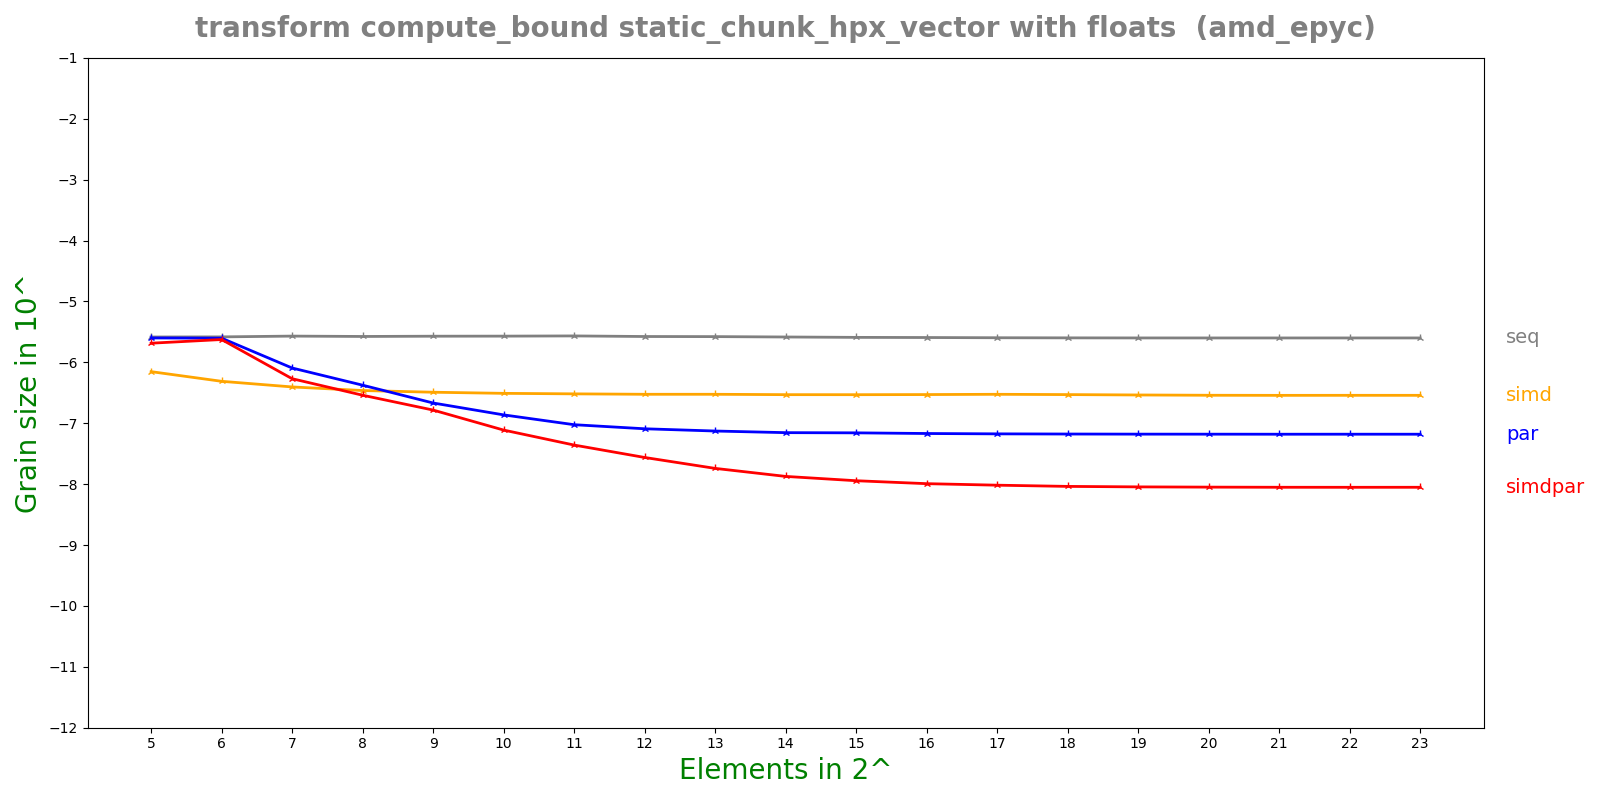 transform compute_bound static_chunk_hpx_vector with floats (amd_epyc)
−1
−2
−3
−4
−5
−6
−7
−8
−9
−10
−11
−12
Grain size in 10^
seq
simd
par
simdpar
5 6 7 8 9 10 11 12 13 14 15 16 17 18 19 20 21 22 23
Elements in 2^